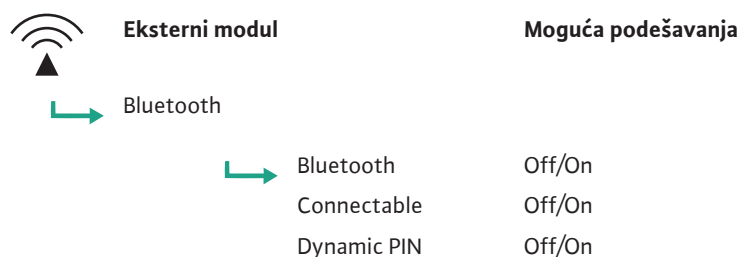 Eksterni modul Moguća podešavanja
Bluetooth
Bluetooth Off/On
Connectable Off/On
Dynamic PIN Off/On